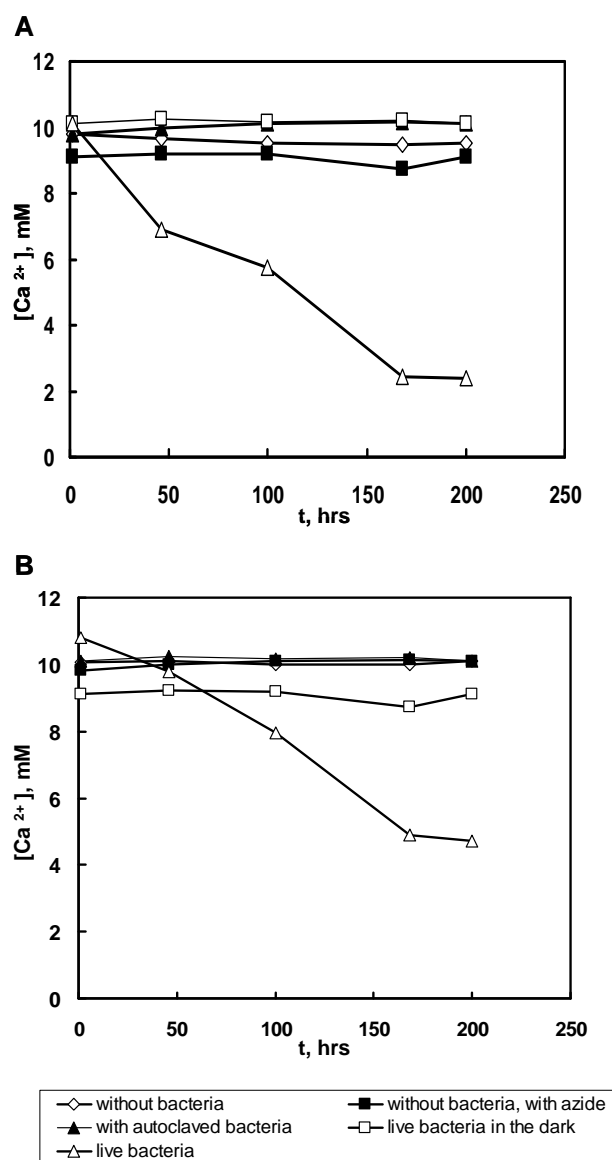 A
12
10
8
6
4
2
0
[Ca 2+ ], mM
0 50 100 150 200 250
t, hrs
B
12
10
8
6
4
2
0
[Ca 2+ ], mM
0 50 100 150 200 250
t, hrs
without bacteria without bacteria, with azide
with autoclaved bacteria live bacteria in the dark
live bacteria